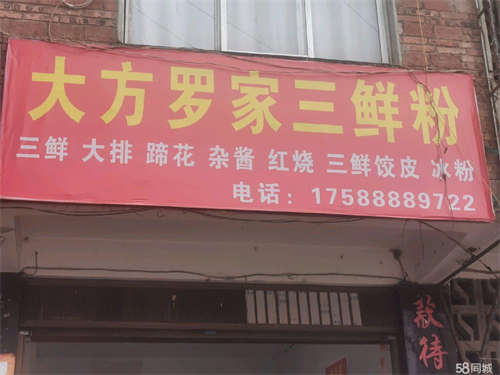 大方罗家三鲜粉
三鲜 大排 蹄花 杂酱 红烧 三鲜饺皮 冰粉
电话：17588889722
款待
58同城